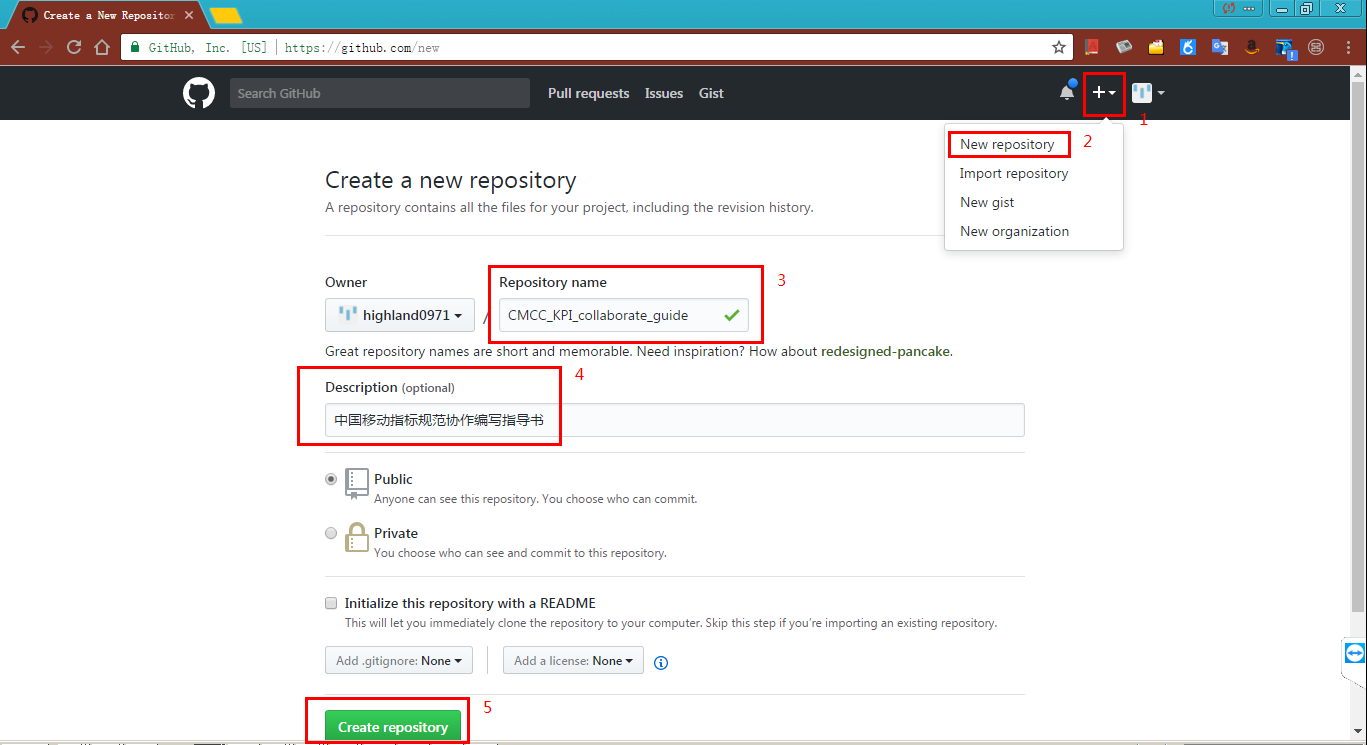 Create a New Repositor
GitHub, Inc. [US] https://github.com/new
Search GitHub
Pull requests Issues Gist
1
New repository 2
Import repository
New gist
New organization
Create a new repository
A repository contains all the files for your project, including the revision history.
Owner
highland0971 /
Repository name 3
CMCC_KPI_collaborate_guide
Great repository names are short and memorable. Need inspiration? How about redesigned-pancake.
Description (optional) 4
中国移动指标规范协作编写指导书
Public
Anyone can see this repository. You choose who can commit.
Private
You choose who can see and commit to this repository.
Initialize this repository with a README
This will let you immediately clone the repository to your computer. Skip this step if you’re importing an existing repository.
Add .gitignore: None Add a license: None
Create repository 5